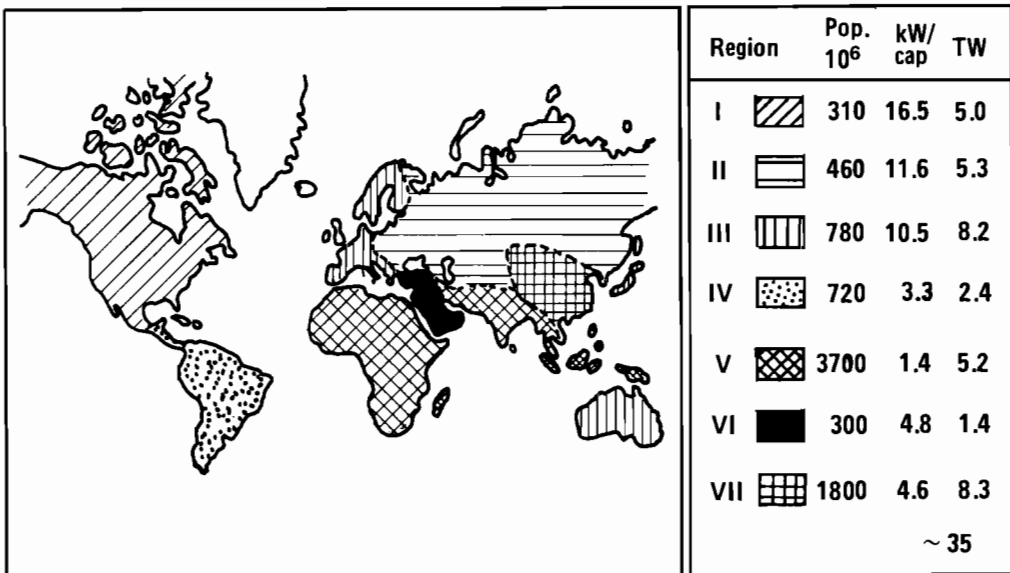 Region Pop. 10⁶ kW/cap TW
I 310 16.5 5.0
II 460 11.6 5.3
III 780 10.5 8.2
IV 720 3.3 2.4
V 3700 1.4 5.2
VI 300 4.8 1.4
VII 1800 4.6 8.3
~ 35